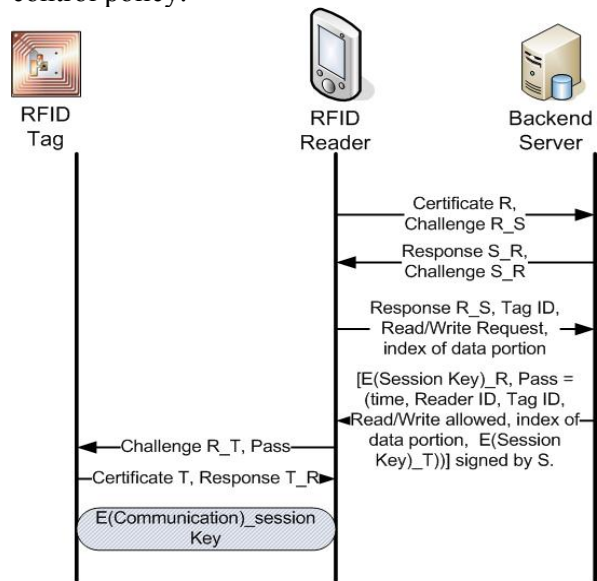 control policy.
RFID
Tag
RFID
Reader
Backend
Server
Certificate R,
Challenge R_S
Response S_R,
Challenge S_R
Response R_S, Tag ID,
Read/Write Request,
index of data portion
[E(Session Key)_R, Pass =
(time, Reader ID, Tag ID,
Read/Write allowed, index of
data portion, E(Session
Key)_T))] signed by S.
Challenge R_T, Pass
Certificate T, Response T_R
E(Communication)_session
Key